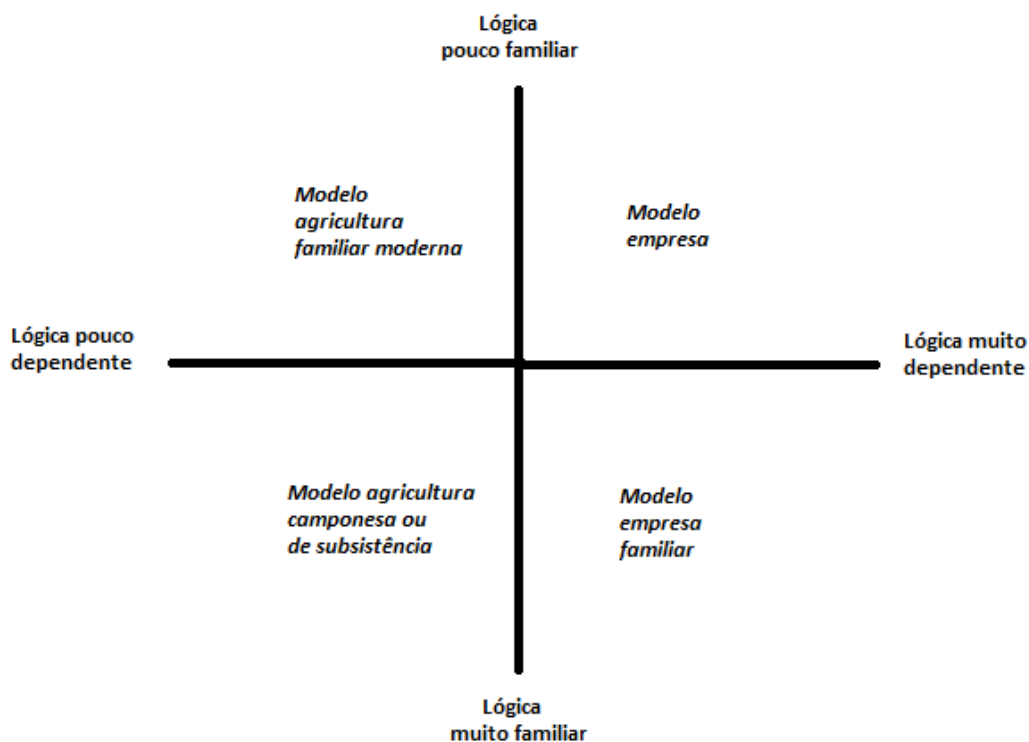 Lógica
pouco familiar
Modelo
agricultura
familiar moderna
Modelo
empresa
Lógica pouco
dependente
Lógica muito
dependente
Modelo agricultura
camponesa ou
de subsistência
Modelo
empresa
familiar
Lógica
muito familiar